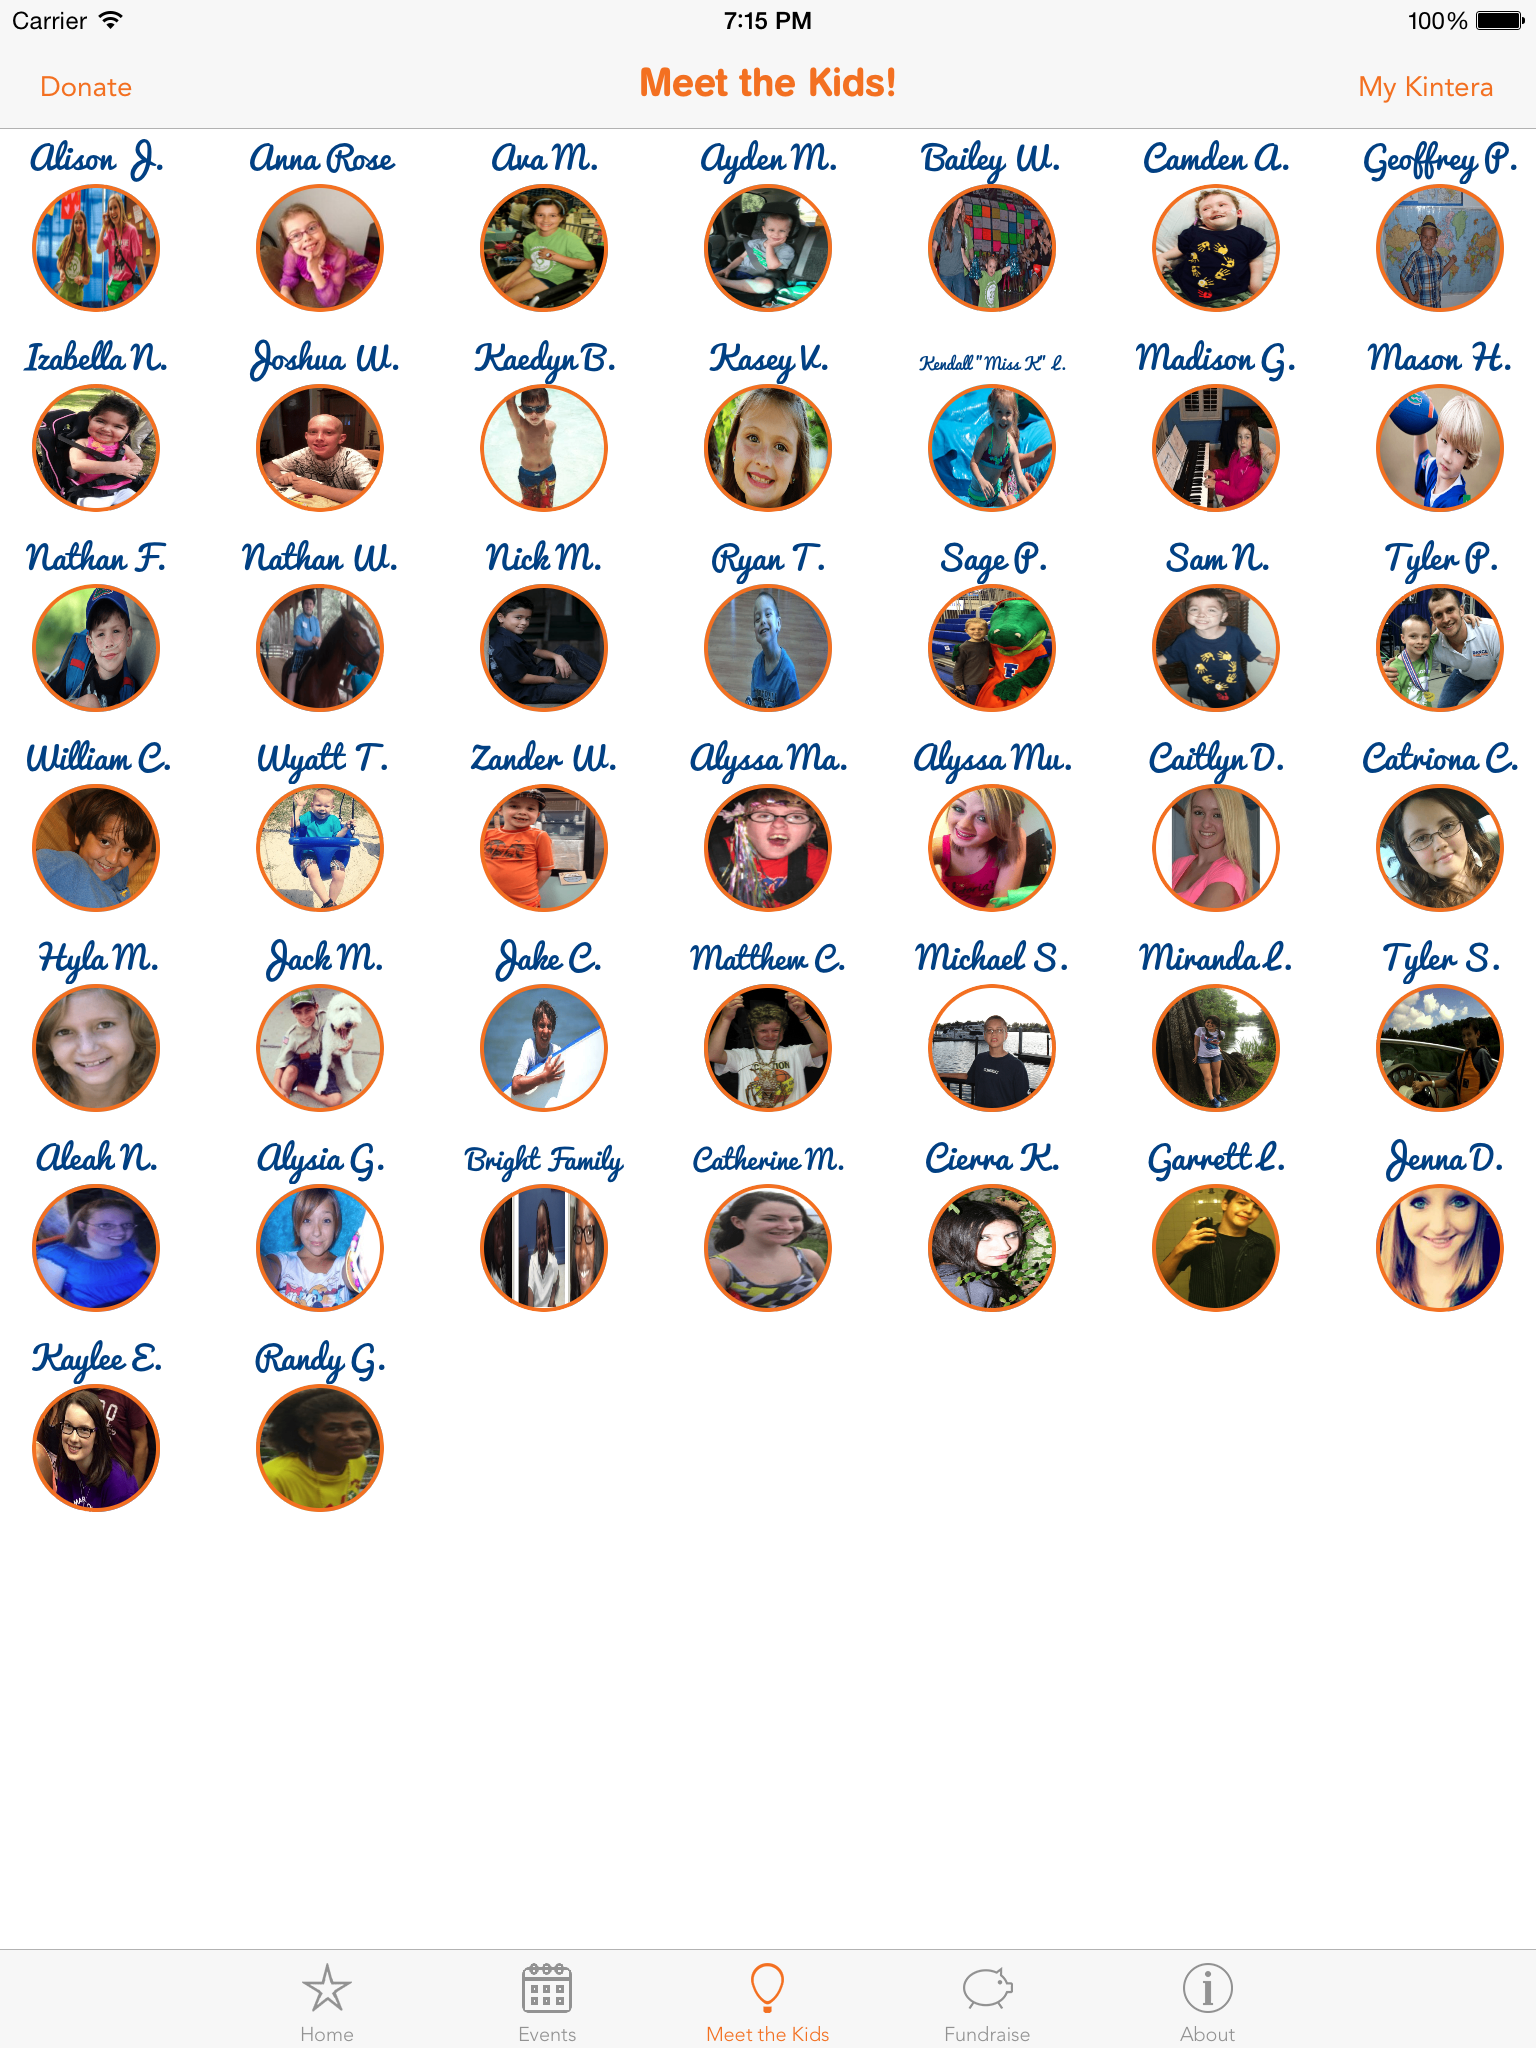 Carrier 7:15 PM 100%
Donate Meet the Kids! My Kintera
Alison J. Anna Rose Ava M. Ayden M. Bailey W. Camden A. Geoffrey P.
Izabella N. Joshua W. Kaedyn B. Kasey V. Kendall "Miss K" L. Madison G. Mason H.
Nathan F. Nathan W. Nick M. Ryan T. Sage P. Sam N. Tyler P.
William C. Wyatt T. Zander W. Alyssa Ma. Alyssa Mu. Caitlyn D. Catriona C.
Hyla M. Jack M. Jake C. Matthew C. Michael S. Miranda L. Tyler S.
Aleah N. Alysia G. Bright Family Catherine M. Cierra K. Garrett L. Jenna D.
Kaylee E. Randy G.
Home Events Meet the Kids Fundraise About